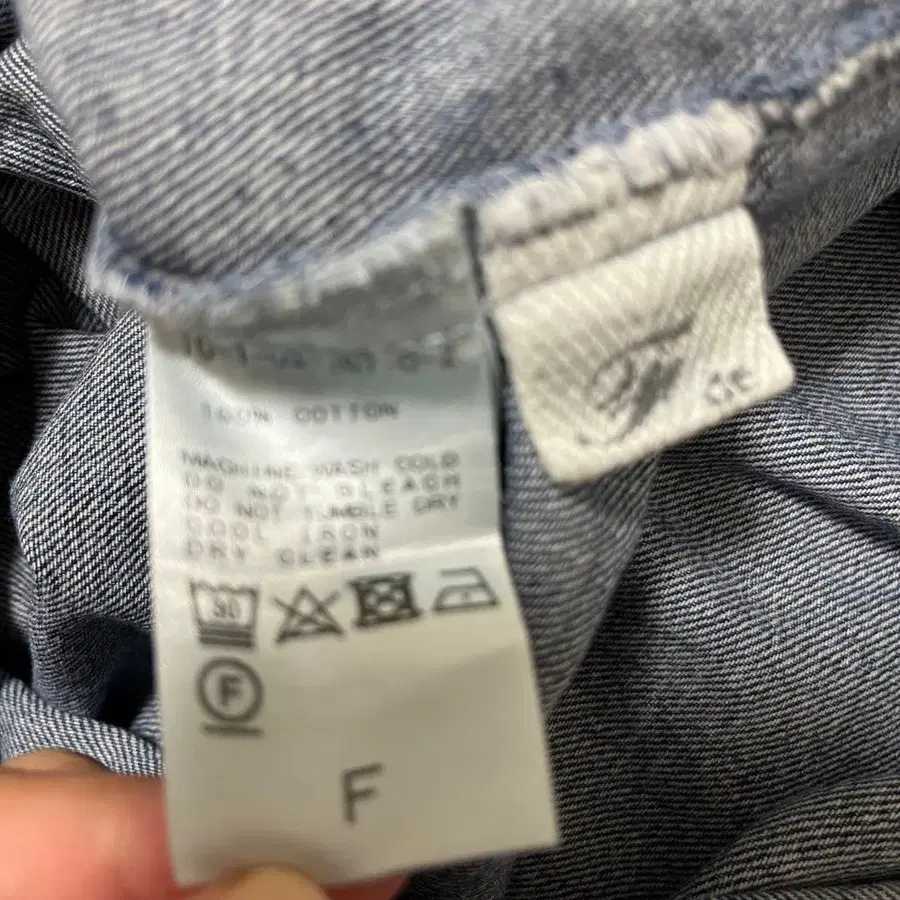 100% COTTON
MACHINE WASH COLD
DO NOT BLEACH
DO NOT TUMBLE DRY
COOL IRON
DRY CLEAN
30
F
F